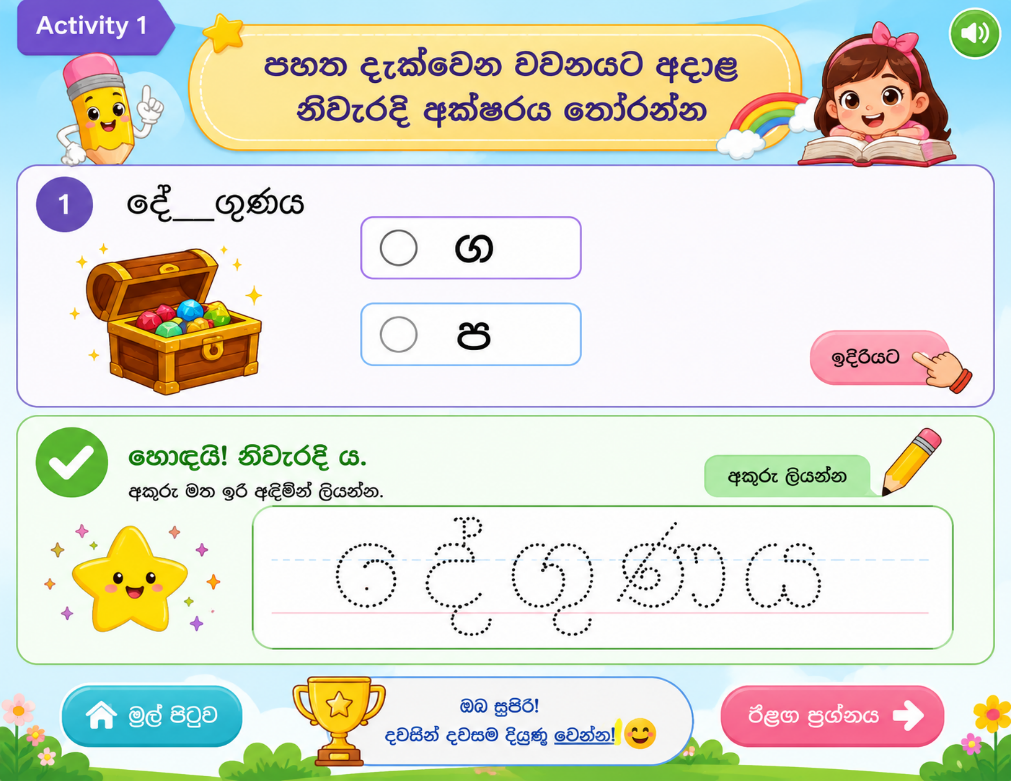 Activity 1
පහත දැක්වෙන වචනයට අදාළ
නිවැරදි අක්ෂරය තෝරන්න
1
දේ__ගුණය
ග
ප
ඉදිරියට
හොඳයි! නිවැරදි ය.
අකුරු මත ඉරි අඳිමින් ලියන්න.
අකුරු ලියන්න
දේගුණය
මුල් පිටුව
ඔබ සුපිරි!
දවසින් දවසම දියුණු වෙන්න!
ඊළඟ ප්‍රශ්නය